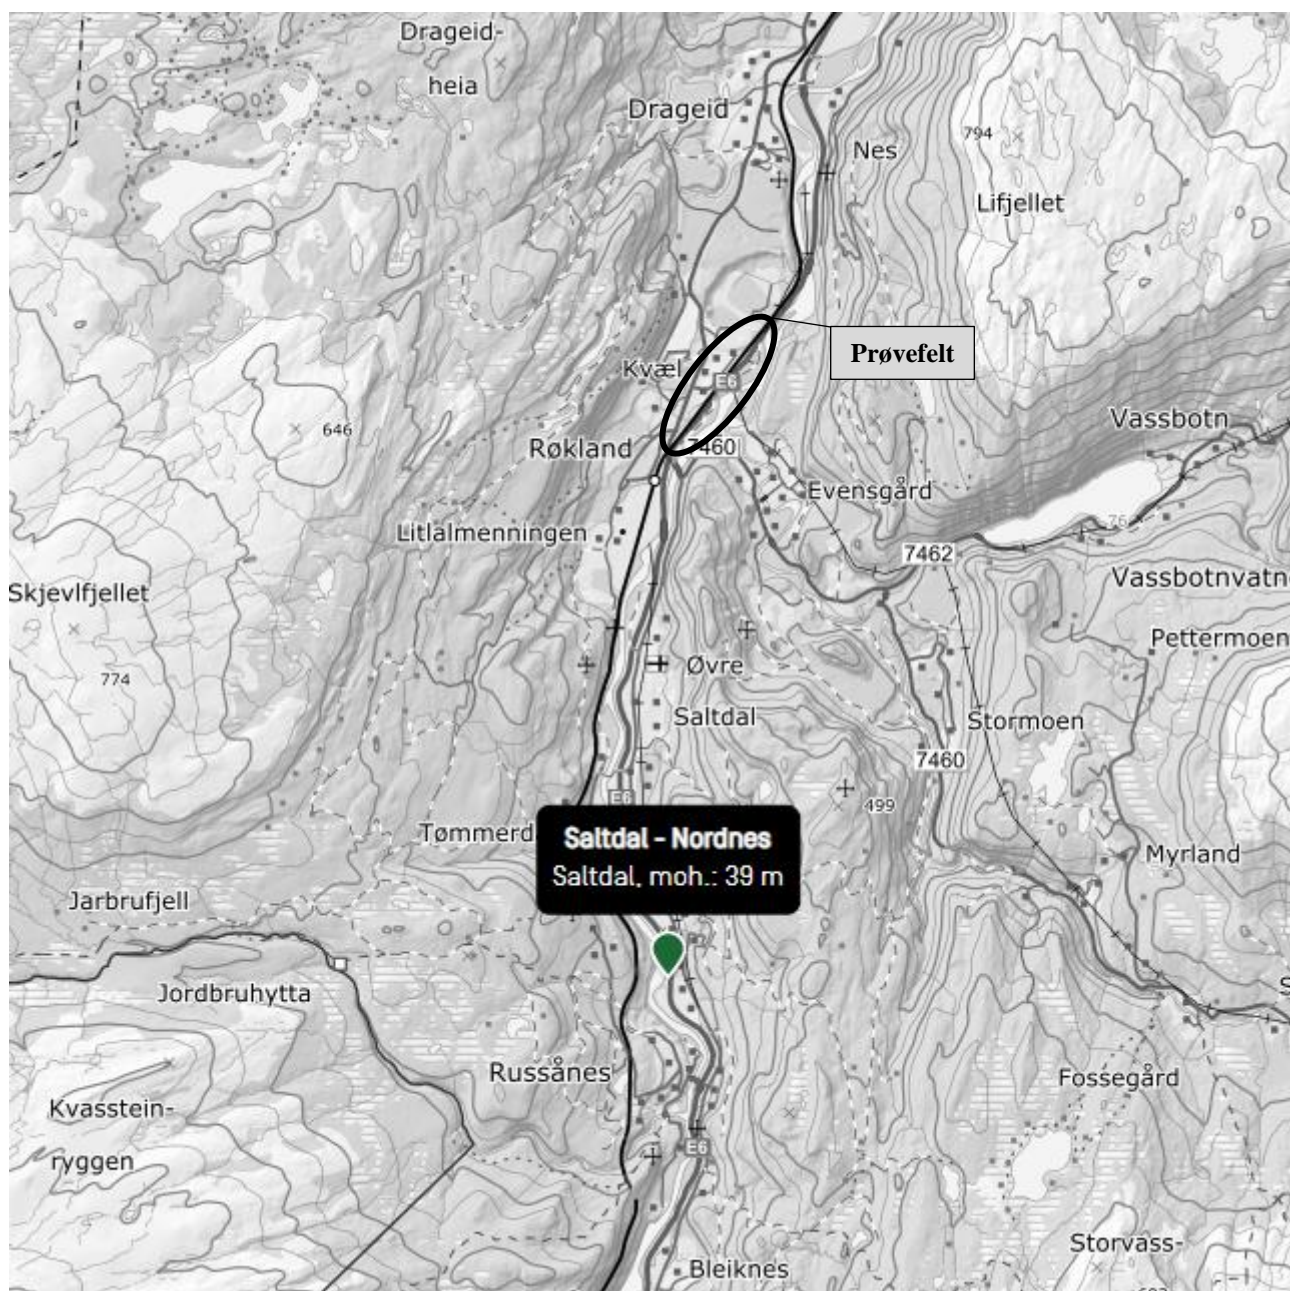 Drageid-
heia
Drageid
Nes
794
Lifjellet
Prøvefelt
Kvæl
E6
646
Røkland
7460
Vassbotn
Evensgård
Litlalmenningen
76
7462
Skjevlfjellet
Vassbotnvatn
Pettermoen
Øvre
774
Saltdal
Stormoen
7460
E6
499
Tømmerd
Saltdal - Nordnes
Saltdal, moh.: 39 m
Myrland
Jarbrufjell
Jordbruhytta
S
Russånes
Fossegård
Kvasstein-
ryggen
E6
Storvass-
Bleiknes